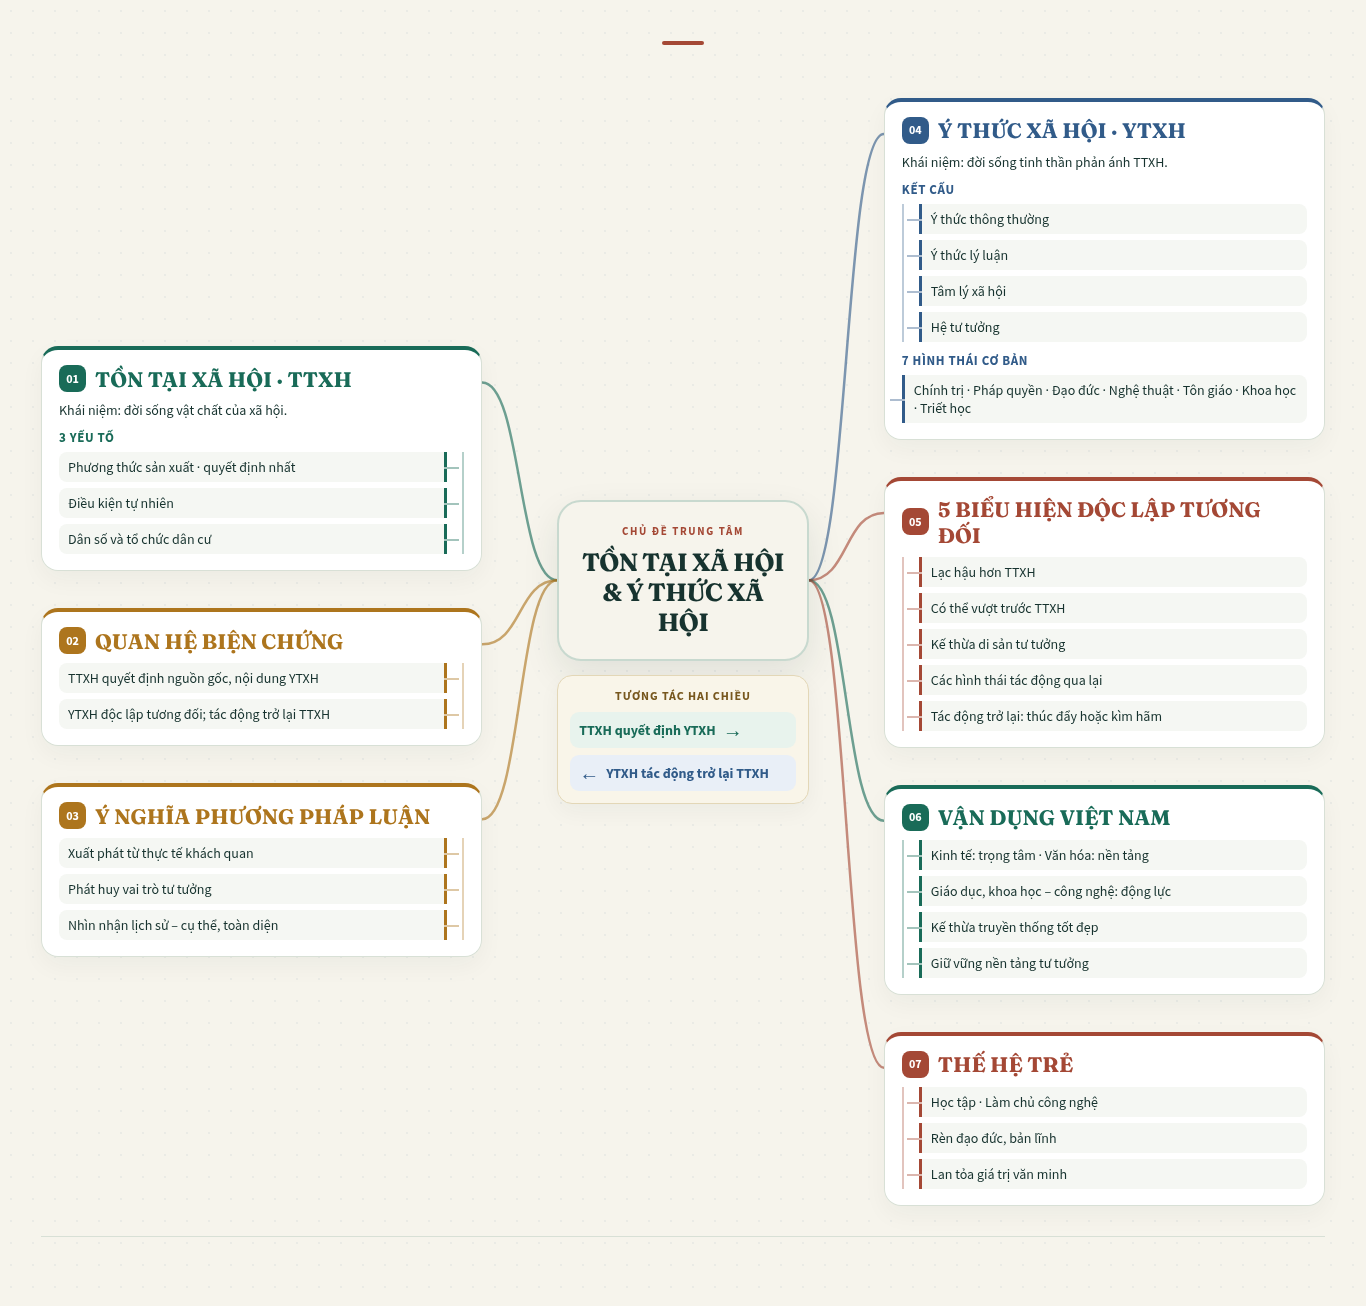 01
TỒN TẠI XÃ HỘI · TTXH
Khái niệm: đời sống vật chất của xã hội.
3 YẾU TỐ
Phương thức sản xuất · quyết định nhất
Điều kiện tự nhiên
Dân số và tổ chức dân cư
02
QUAN HỆ BIỆN CHỨNG
TTXH quyết định nguồn gốc, nội dung YTXH
YTXH độc lập tương đối; tác động trở lại TTXH
03
Ý NGHĨA PHƯƠNG PHÁP LUẬN
Xuất phát từ thực tế khách quan
Phát huy vai trò tư tưởng
Nhìn nhận lịch sử – cụ thể, toàn diện
CHỦ ĐỀ TRUNG TÂM
TỒN TẠI XÃ HỘI
& Ý THỨC XÃ
HỘI
TƯƠNG TÁC HAI CHIỀU
TTXH quyết định YTXH →
← YTXH tác động trở lại TTXH
04
Ý THỨC XÃ HỘI · YTXH
Khái niệm: đời sống tinh thần phản ánh TTXH.
KẾT CẤU
Ý thức thông thường
Ý thức lý luận
Tâm lý xã hội
Hệ tư tưởng
7 HÌNH THÁI CƠ BẢN
Chính trị · Pháp quyền · Đạo đức · Nghệ thuật · Tôn giáo · Khoa học
· Triết học
05
5 BIỂU HIỆN ĐỘC LẬP TƯƠNG
ĐỐI
Lạc hậu hơn TTXH
Có thể vượt trước TTXH
Kế thừa di sản tư tưởng
Các hình thái tác động qua lại
Tác động trở lại: thúc đẩy hoặc kìm hãm
06
VẬN DỤNG VIỆT NAM
Kinh tế: trọng tâm · Văn hóa: nền tảng
Giáo dục, khoa học – công nghệ: động lực
Kế thừa truyền thống tốt đẹp
Giữ vững nền tảng tư tưởng
07
THẾ HỆ TRẺ
Học tập · Làm chủ công nghệ
Rèn đạo đức, bản lĩnh
Lan tỏa giá trị văn minh